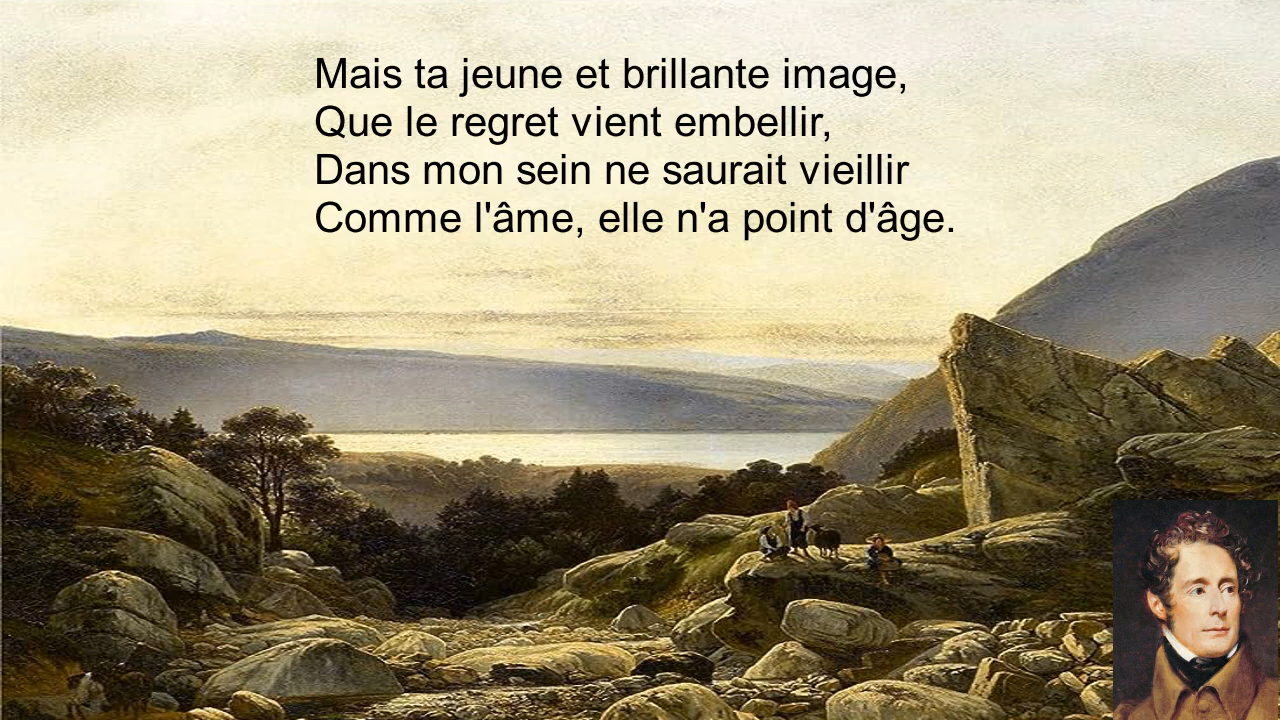 Mais ta jeune et brillante image,
Que le regret vient embellir,
Dans mon sein ne saurait vieillir
Comme l'âme, elle n'a point d'âge.